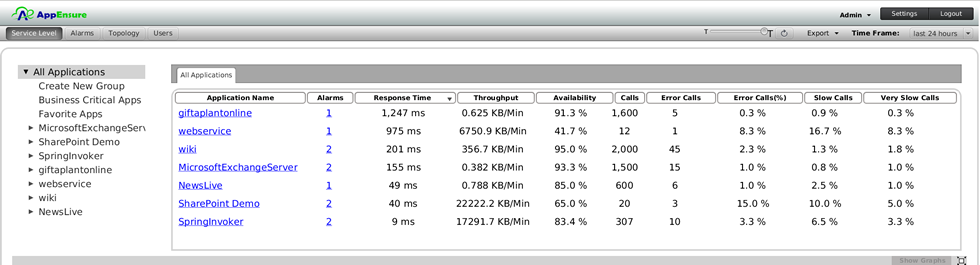 AppEnsure
Admin Settings Logout
Service Level Alarms Topology Users T T Export Time Frame: last 24 hours
All Applications
Create New Group
Business Critical Apps
Favorite Apps
MicrosoftExchangeServ
SharePoint Demo
SpringInvoker
giftaplantonline
webservice
wiki
NewsLive
All Applications
Application Name Alarms Response Time Throughput Availability Calls Error Calls Error Calls(%) Slow Calls Very Slow Calls
giftaplantonline 1 1,247 ms 0.625 KB/Min 91.3 % 1,600 5 0.3 % 0.9 % 0.3 %
webservice 1 975 ms 6750.9 KB/Min 41.7 % 12 1 8.3 % 16.7 % 8.3 %
wiki 2 201 ms 356.7 KB/Min 95.0 % 2,000 45 2.3 % 1.3 % 1.8 %
MicrosoftExchangeServer 2 155 ms 0.382 KB/Min 93.3 % 1,500 15 1.0 % 0.8 % 1.0 %
NewsLive 1 49 ms 0.788 KB/Min 85.0 % 600 6 1.0 % 2.5 % 1.0 %
SharePoint Demo 2 40 ms 22222.2 KB/Min 65.0 % 20 3 15.0 % 10.0 % 5.0 %
SpringInvoker 2 9 ms 17291.7 KB/Min 83.4 % 307 10 3.3 % 6.5 % 3.3 %
Show Graphs